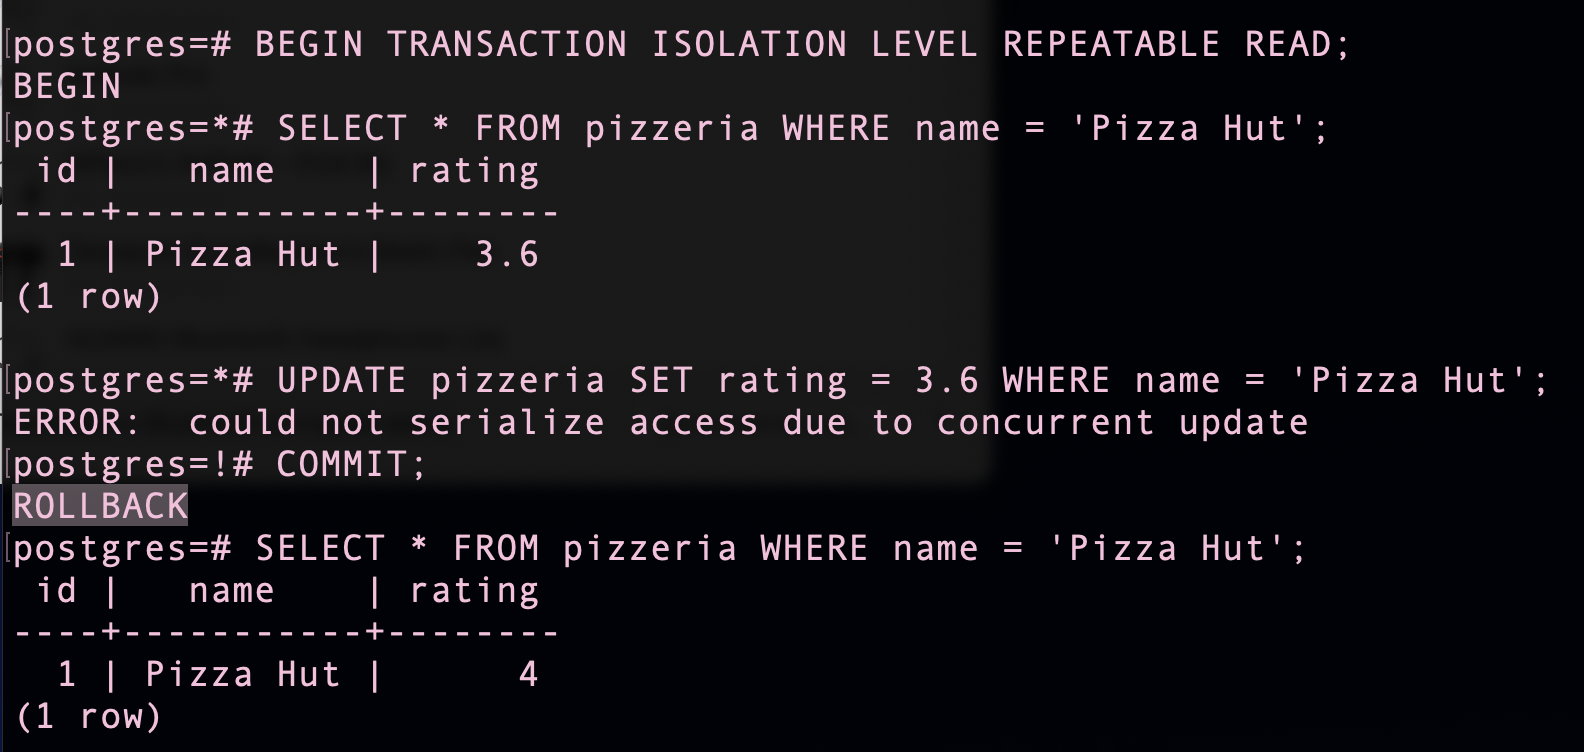 postgres=# BEGIN TRANSACTION ISOLATION LEVEL REPEATABLE READ;
BEGIN
postgres=*# SELECT * FROM pizzeria WHERE name = 'Pizza Hut';
 id |   name    | rating
----+-----------+--------
  1 | Pizza Hut |    3.6
(1 row)

postgres=*# UPDATE pizzeria SET rating = 3.6 WHERE name = 'Pizza Hut';
ERROR:  could not serialize access due to concurrent update
postgres=!# COMMIT;
ROLLBACK
postgres=# SELECT * FROM pizzeria WHERE name = 'Pizza Hut';
 id |   name    | rating
----+-----------+--------
  1 | Pizza Hut |      4
(1 row)